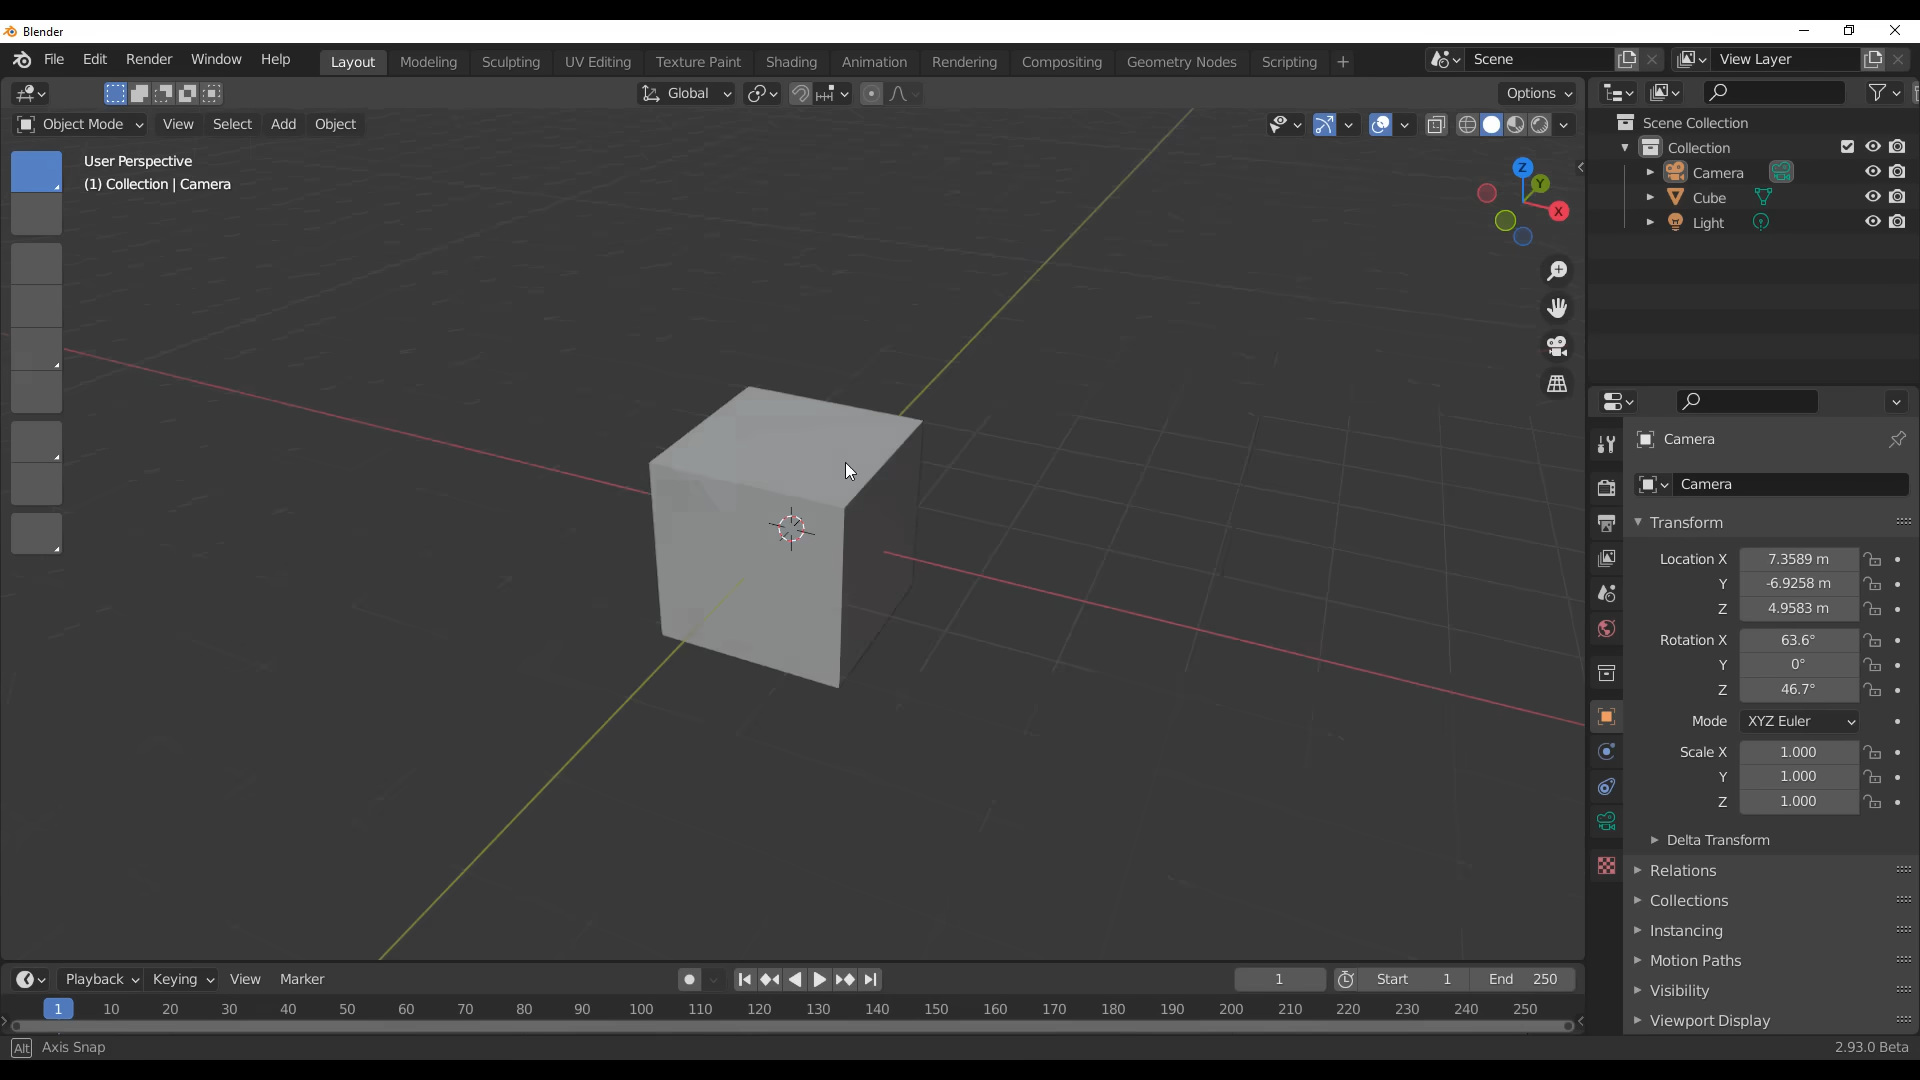 Blender
File Edit Render Window Help Layout Modeling Sculpting UV Editing Texture Paint Shading Animation Rendering Compositing Geometry Nodes Scripting + Scene View Layer
Global Options
Object Mode View Select Add Object
User Perspective
(1) Collection | Camera
Z
Y
X
Scene Collection
Collection
Camera
Cube
Light
Camera
Camera
Transform
Location X 7.3589 m
Y -6.9258 m
Z 4.9583 m
Rotation X 63.6°
Y 0°
Z 46.7°
Mode XYZ Euler
Scale X 1.000
Y 1.000
Z 1.000
Delta Transform
Relations
Collections
Instancing
Motion Paths
Visibility
Viewport Display
Playback Keying View Marker 1 Start 1 End 250
1 10 20 30 40 50 60 70 80 90 100 110 120 130 140 150 160 170 180 190 200 210 220 230 240 250
Alt Axis Snap 2.93.0 Beta